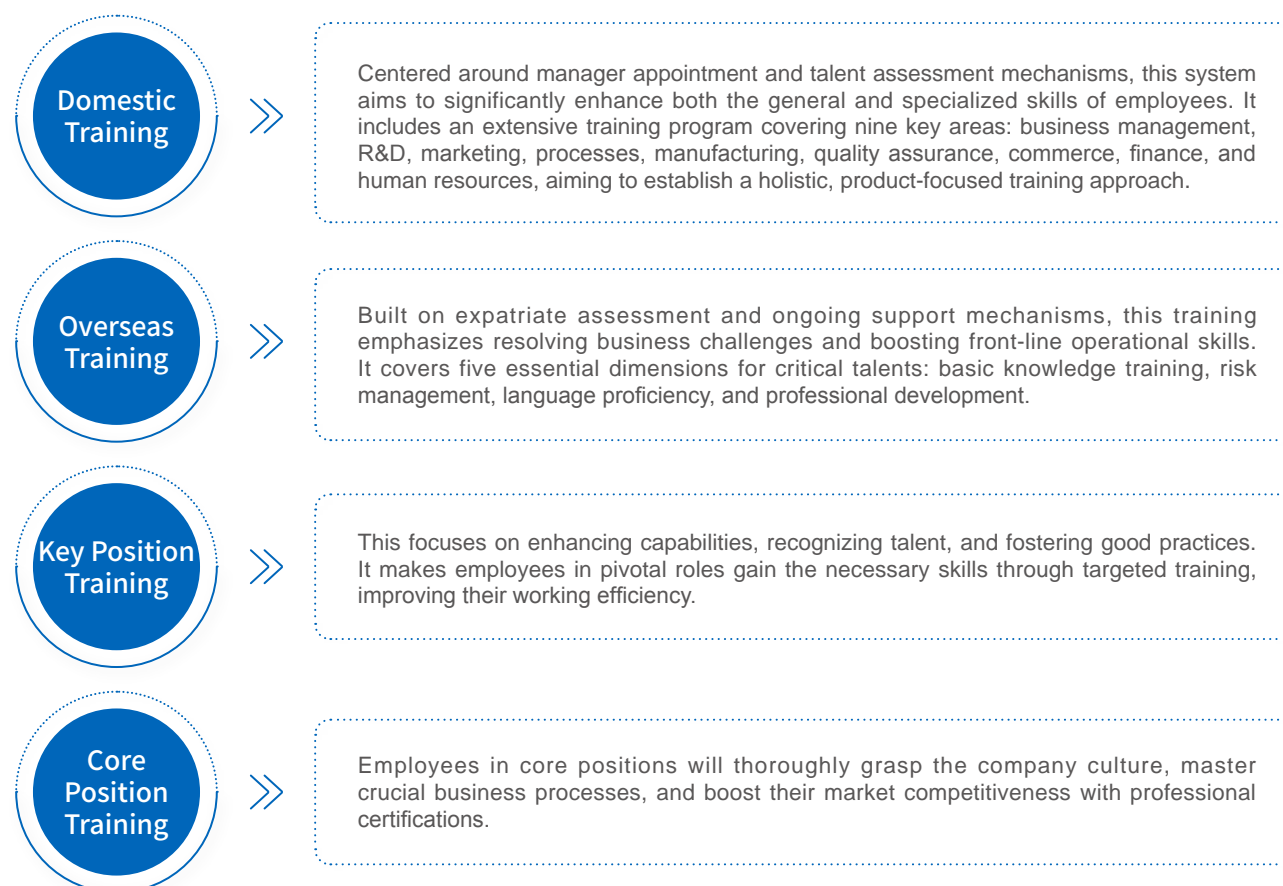 Domestic
Training
Centered around manager appointment and talent assessment mechanisms, this system
aims to significantly enhance both the general and specialized skills of employees. It
includes an extensive training program covering nine key areas: business management,
R&D, marketing, processes, manufacturing, quality assurance, commerce, finance, and
human resources, aiming to establish a holistic, product-focused training approach.
Overseas
Training
Built on expatriate assessment and ongoing support mechanisms, this training
emphasizes resolving business challenges and boosting front-line operational skills.
It covers five essential dimensions for critical talents: basic knowledge training, risk
management, language proficiency, and professional development.
Key Position
Training
This focuses on enhancing capabilities, recognizing talent, and fostering good practices.
It makes employees in pivotal roles gain the necessary skills through targeted training,
improving their working efficiency.
Core
Position
Training
Employees in core positions will thoroughly grasp the company culture, master
crucial business processes, and boost their market competitiveness with professional
certifications.